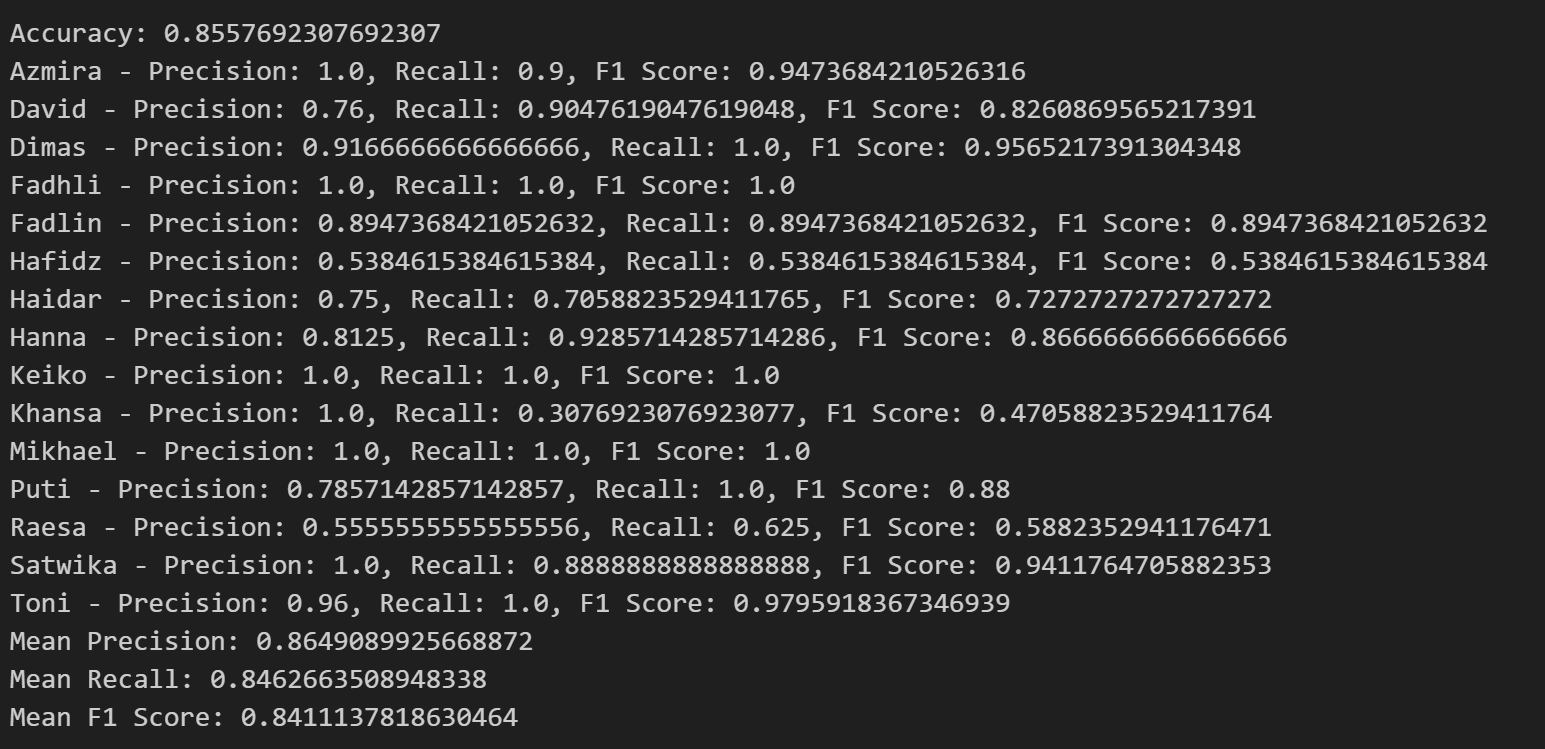 Accuracy: 0.8557692307692307
Azmira - Precision: 1.0, Recall: 0.9, F1 Score: 0.9473684210526316
David - Precision: 0.76, Recall: 0.9047619047619048, F1 Score: 0.8260869565217391
Dimas - Precision: 0.9166666666666666, Recall: 1.0, F1 Score: 0.9565217391304348
Fadhli - Precision: 1.0, Recall: 1.0, F1 Score: 1.0
Fadlin - Precision: 0.8947368421052632, Recall: 0.8947368421052632, F1 Score: 0.8947368421052632
Hafidz - Precision: 0.5384615384615384, Recall: 0.5384615384615384, F1 Score: 0.5384615384615384
Haidar - Precision: 0.75, Recall: 0.7058823529411765, F1 Score: 0.7272727272727272
Hanna - Precision: 0.8125, Recall: 0.9285714285714286, F1 Score: 0.8666666666666666
Keiko - Precision: 1.0, Recall: 1.0, F1 Score: 1.0
Khansa - Precision: 1.0, Recall: 0.3076923076923077, F1 Score: 0.47058823529411764
Mikhael - Precision: 1.0, Recall: 1.0, F1 Score: 1.0
Puti - Precision: 0.7857142857142857, Recall: 1.0, F1 Score: 0.88
Raesa - Precision: 0.5555555555555556, Recall: 0.625, F1 Score: 0.5882352941176471
Satwika - Precision: 1.0, Recall: 0.8888888888888888, F1 Score: 0.9411764705882353
Toni - Precision: 0.96, Recall: 1.0, F1 Score: 0.9795918367346939
Mean Precision: 0.8649089925668872
Mean Recall: 0.8462663508948338
Mean F1 Score: 0.8411137818630464